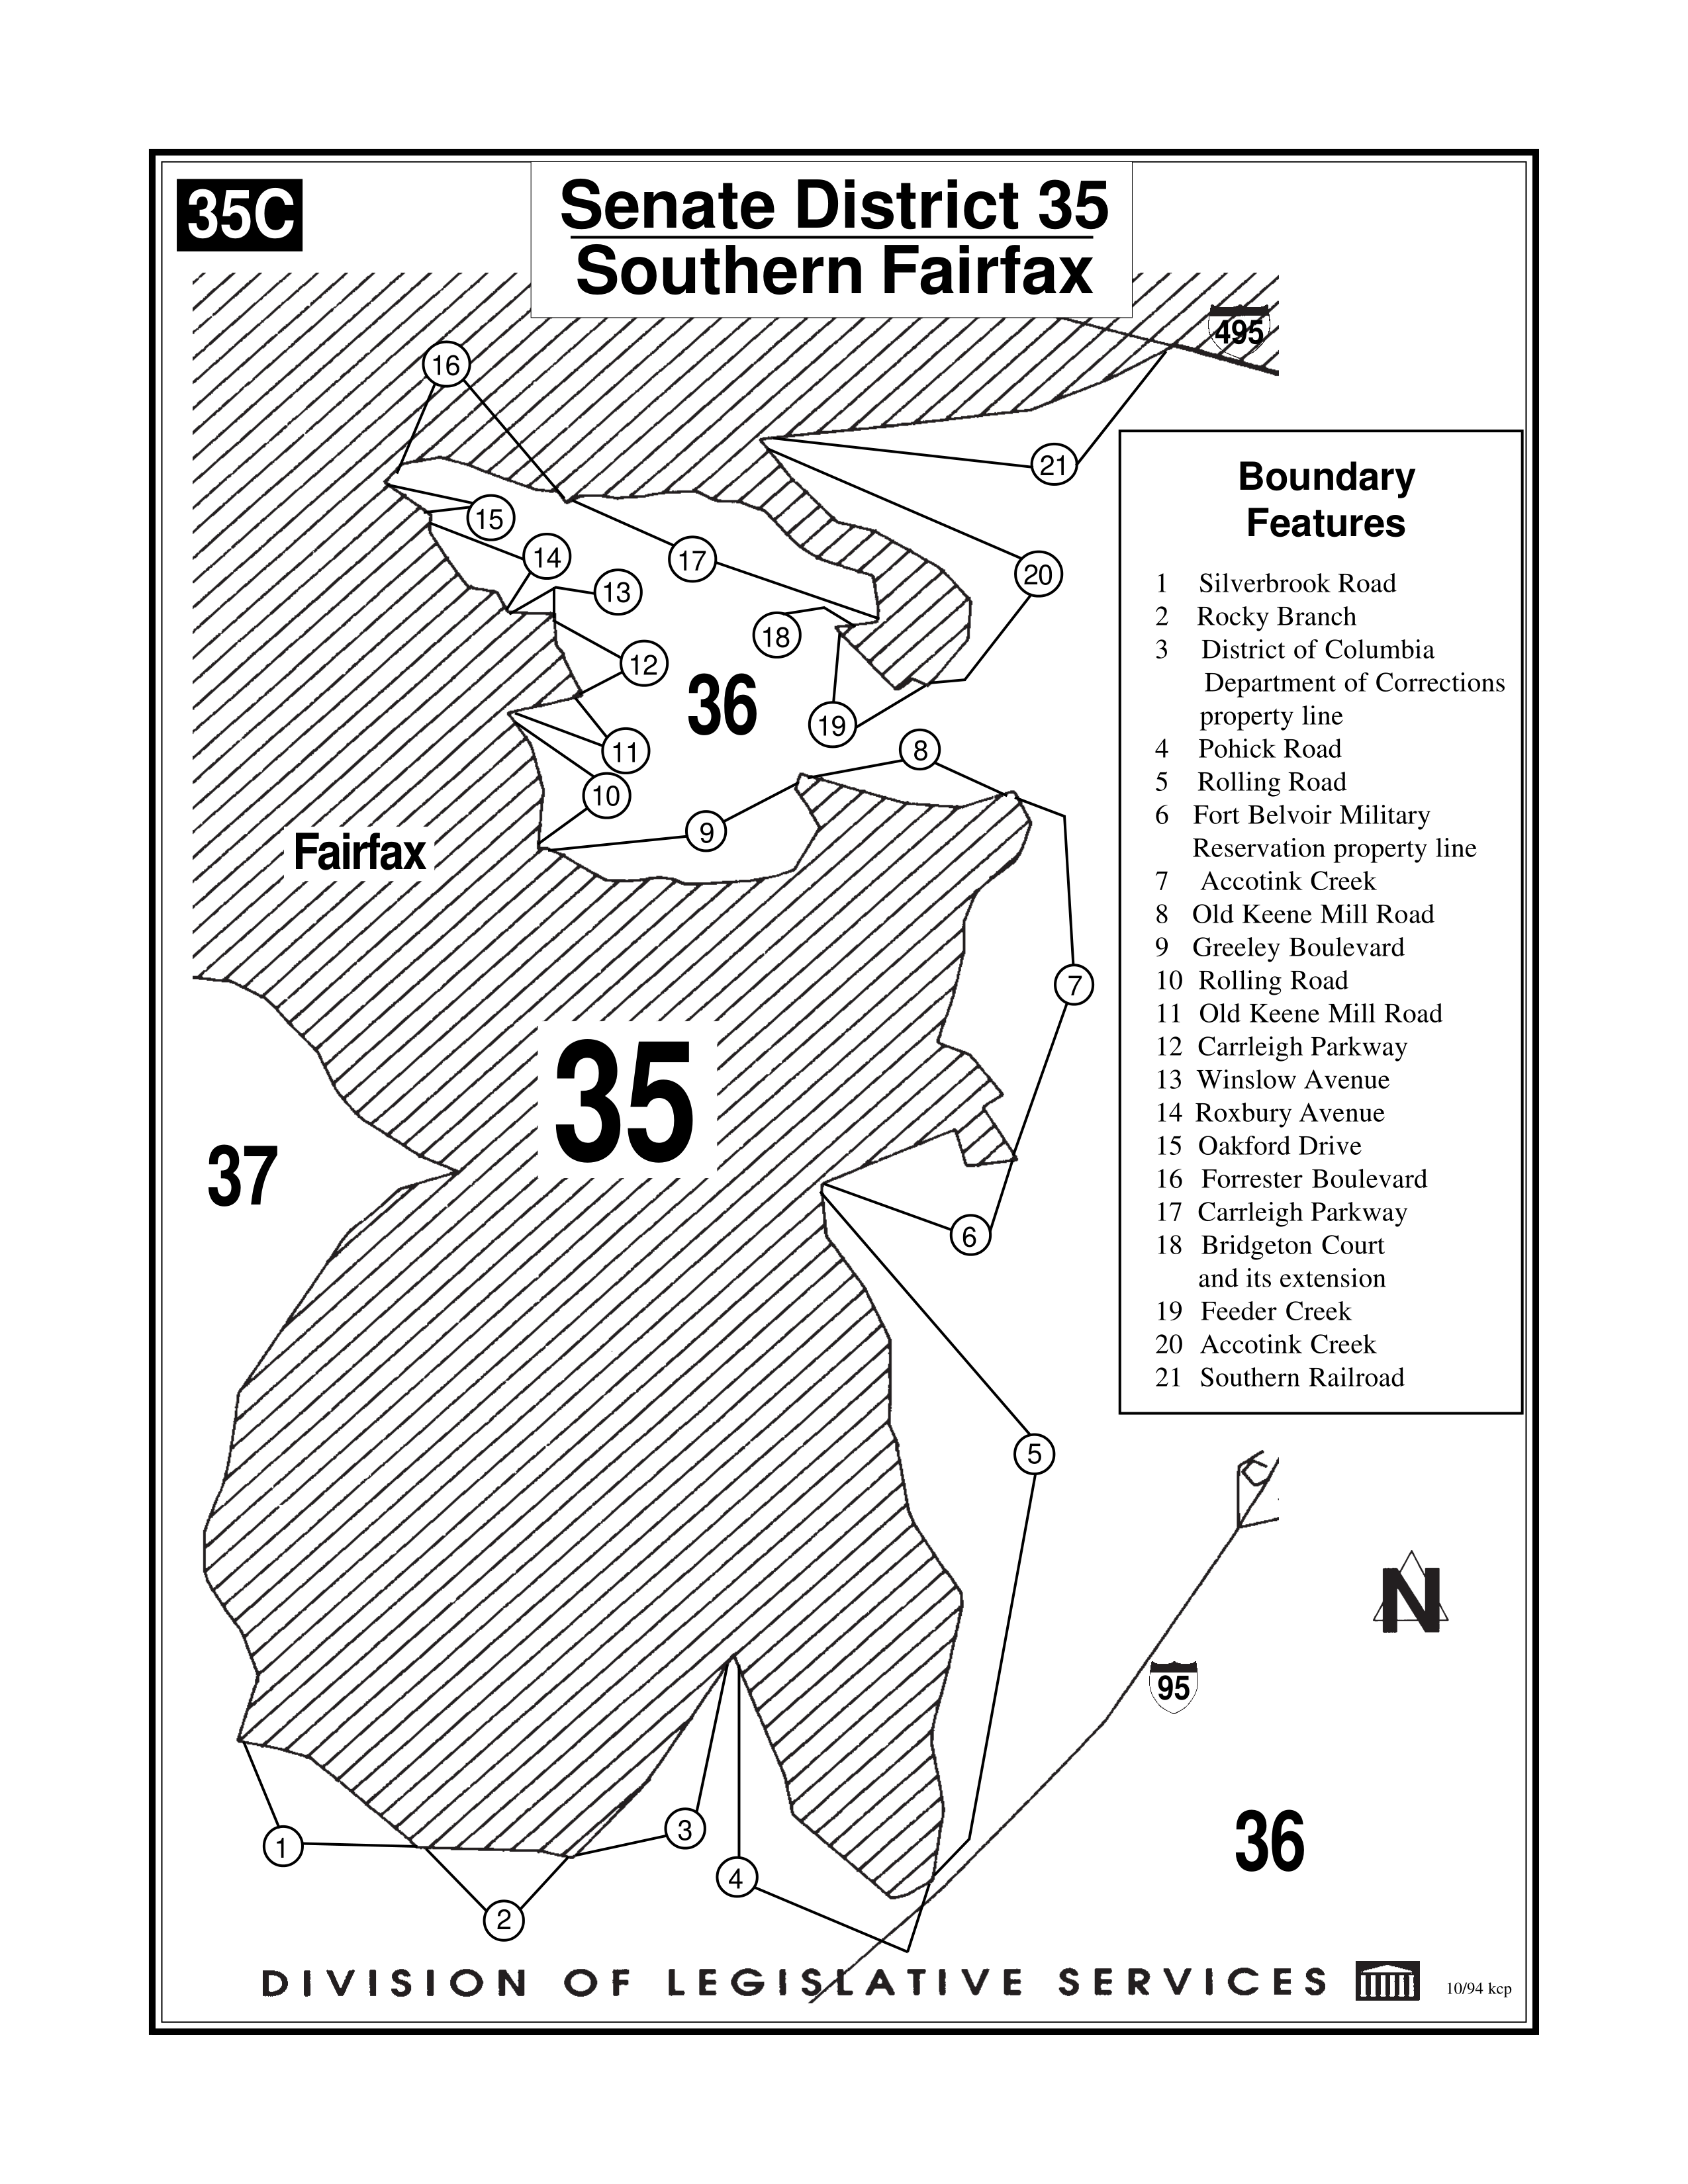 35C
Senate District 35
Southern Fairfax
495
16
21
15
14
17
20
13
18
12
36
19
11
8
10
9
Fairfax
7
35
37
6
5
95
3
1
4
36
2
Boundary
Features
1 Silverbrook Road
2 Rocky Branch
3 District of Columbia
Department of Corrections
property line
4 Pohick Road
5 Rolling Road
6 Fort Belvoir Military
Reservation property line
7 Accotink Creek
8 Old Keene Mill Road
9 Greeley Boulevard
10 Rolling Road
11 Old Keene Mill Road
12 Carrleigh Parkway
13 Winslow Avenue
14 Roxbury Avenue
15 Oakford Drive
16 Forrester Boulevard
17 Carrleigh Parkway
18 Bridgeton Court
and its extension
19 Feeder Creek
20 Accotink Creek
21 Southern Railroad
N
DIVISION OF LEGISLATIVE SERVICES
10/94 kcp